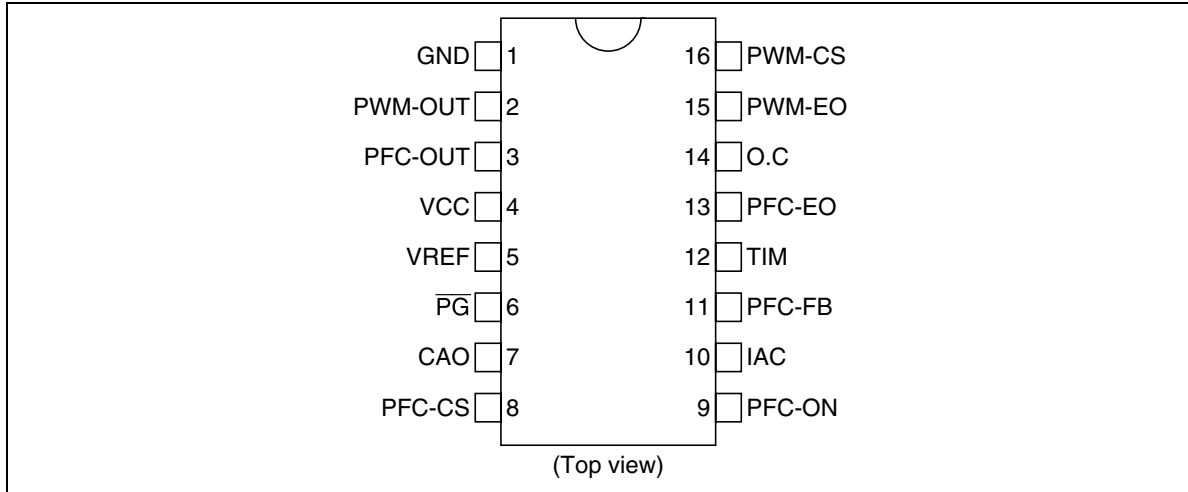 GND 1 16 PWM-CS
PWM-OUT 2 15 PWM-EO
PFC-OUT 3 14 O.C
VCC 4 13 PFC-EO
VREF 5 12 TIM
P̅G̅ 6 11 PFC-FB
CAO 7 10 IAC
PFC-CS 8 9 PFC-ON
(Top view)